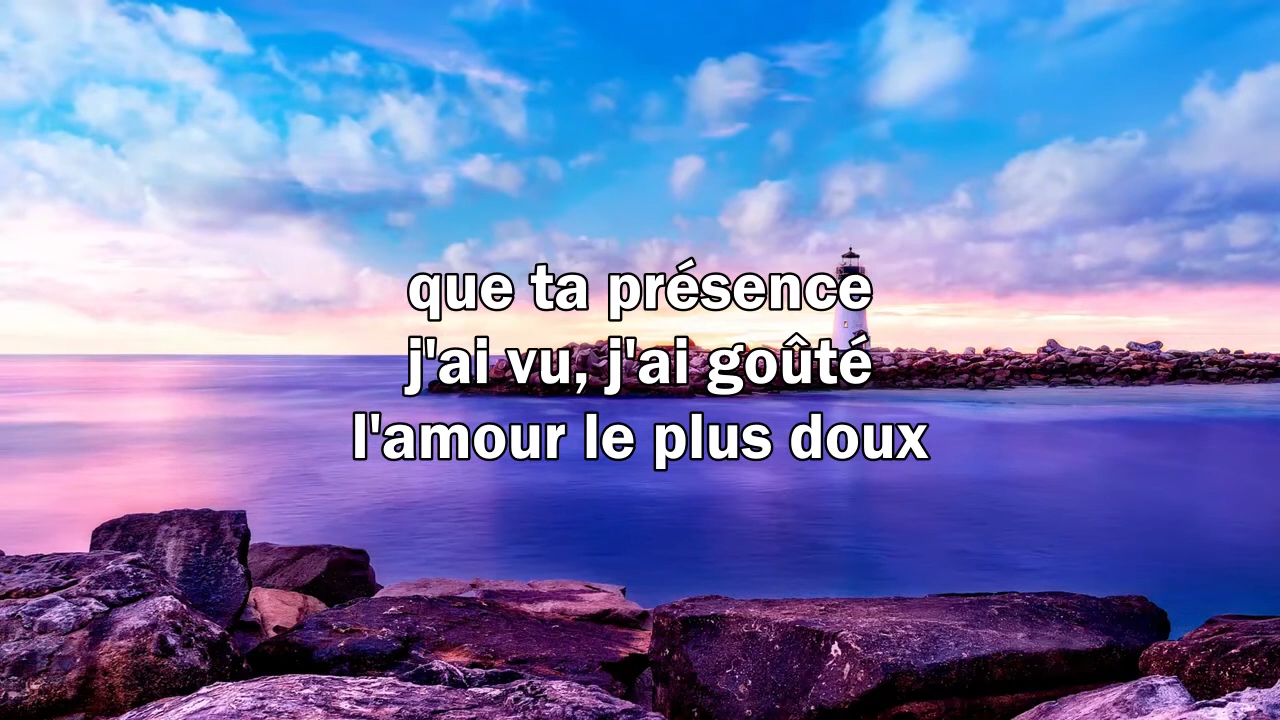 que ta présence
j'ai vu, j'ai goûté
l'amour le plus doux